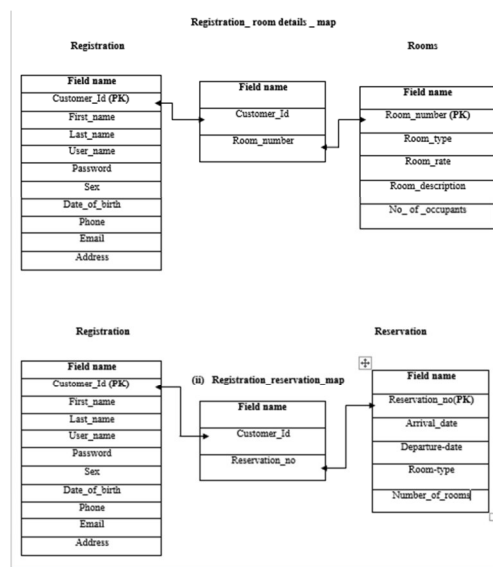 Registration_ room details _ map
Registration
Rooms
Field name
Customer_Id (PK)
First_name
Last_name
User_name
Password
Sex
Date_of_birth
Phone
Email
Address
Field name
Customer_Id
Room_number
Field name
Room_number (PK)
Room_type
Room_rate
Room_description
No_ of _occupants
Registration
Reservation
Field name
Customer_Id (PK)
First_name
Last_name
User_name
Password
Sex
Date_of_birth
Phone
Email
Address
(ii) Registration_reservation_map
Field name
Customer_Id
Reservation_no
Field name
Reservation_no(PK)
Arrival_date
Departure-date
Room-type
Number_of_rooms